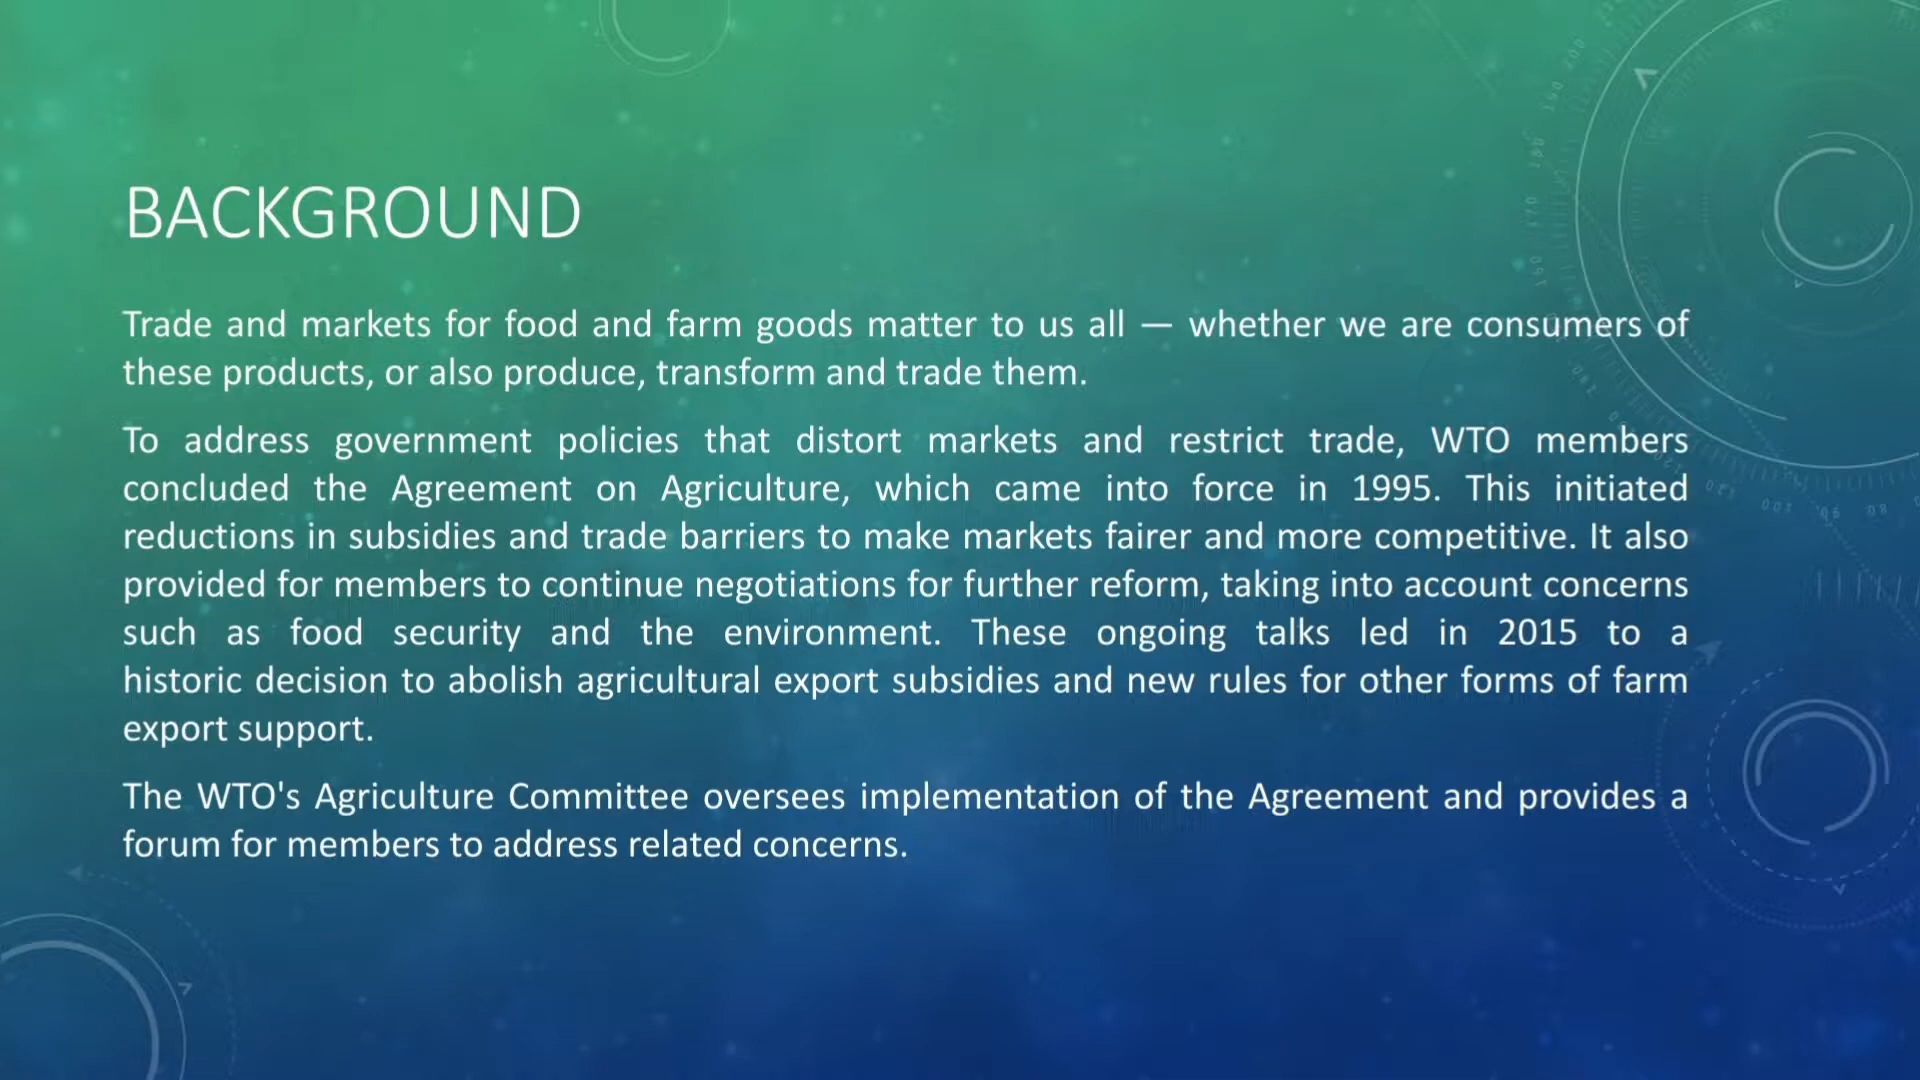 BACKGROUND
Trade and markets for food and farm goods matter to us all — whether we are consumers of
these products, or also produce, transform and trade them.
To address government policies that distort markets and restrict trade, WTO members
concluded the Agreement on Agriculture, which came into force in 1995. This initiated
reductions in subsidies and trade barriers to make markets fairer and more competitive. It also
provided for members to continue negotiations for further reform, taking into account concerns
such as food security and the environment. These ongoing talks led in 2015 to a
historic decision to abolish agricultural export subsidies and new rules for other forms of farm
export support.
The WTO's Agriculture Committee oversees implementation of the Agreement and provides a
forum for members to address related concerns.